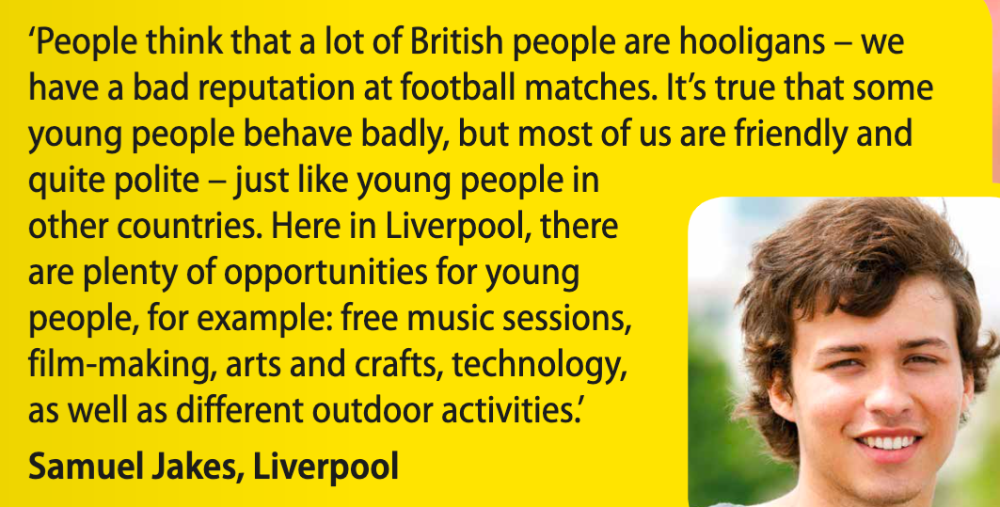 ‘People think that a lot of British people are hooligans – we
have a bad reputation at football matches. It’s true that some
young people behave badly, but most of us are friendly and
quite polite – just like young people in
other countries. Here in Liverpool, there
are plenty of opportunities for young
people, for example: free music sessions,
film-making, arts and crafts, technology,
as well as different outdoor activities.’
Samuel Jakes, Liverpool